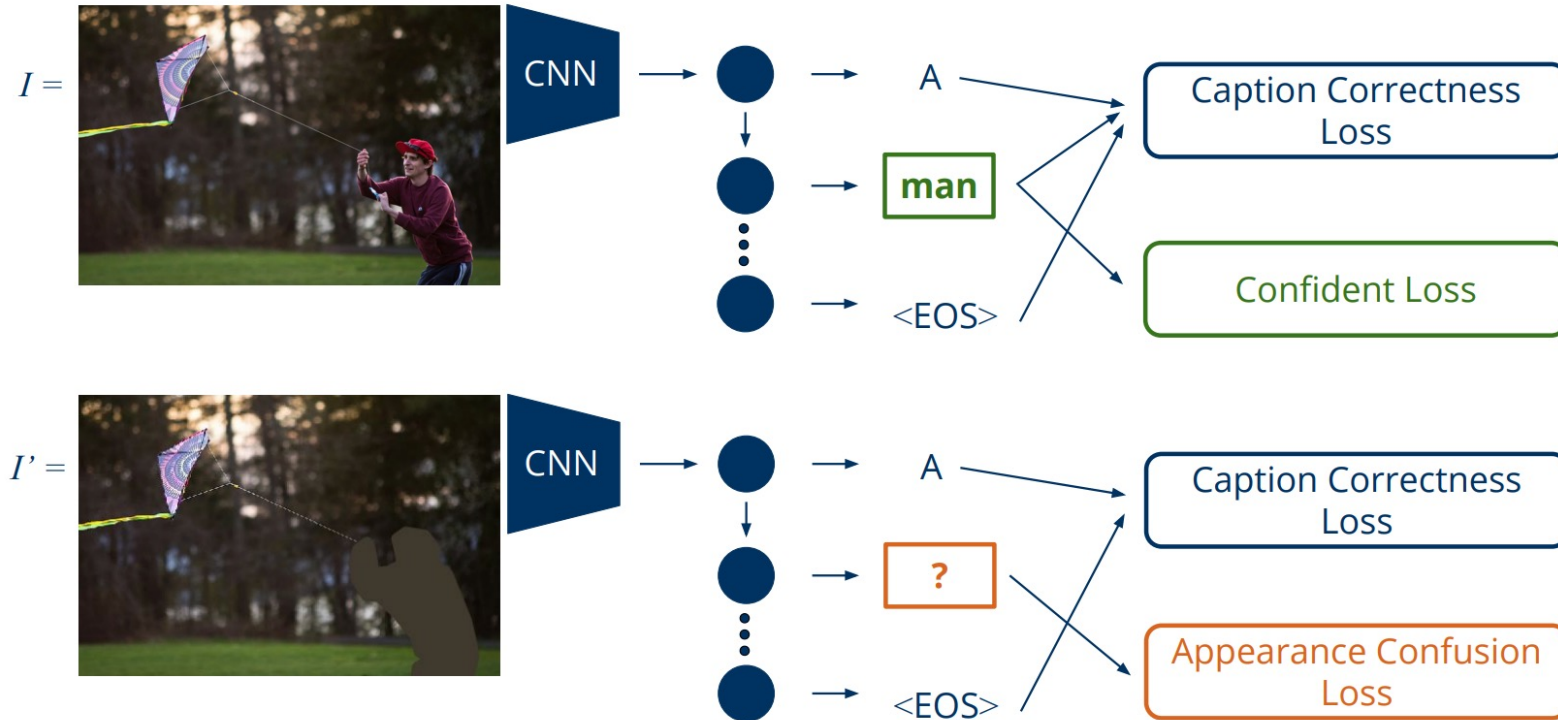 I =
CNN
A
man
<EOS>
Caption Correctness
Loss
Confident Loss
I' =
CNN
A
?
<EOS>
Caption Correctness
Loss
Appearance Confusion
Loss